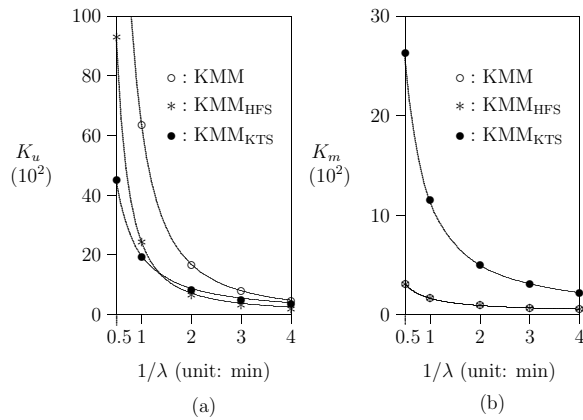 100
80
60
40
20
0
K_u
(10^2)
○ : KMM
* : KMM_HFS
● : KMM_KTS
0.5 1 2 3 4
1/λ (unit: min)
(a)
30
20
10
0
K_m
(10^2)
○ : KMM
* : KMM_HFS
● : KMM_KTS
0.5 1 2 3 4
1/λ (unit: min)
(b)